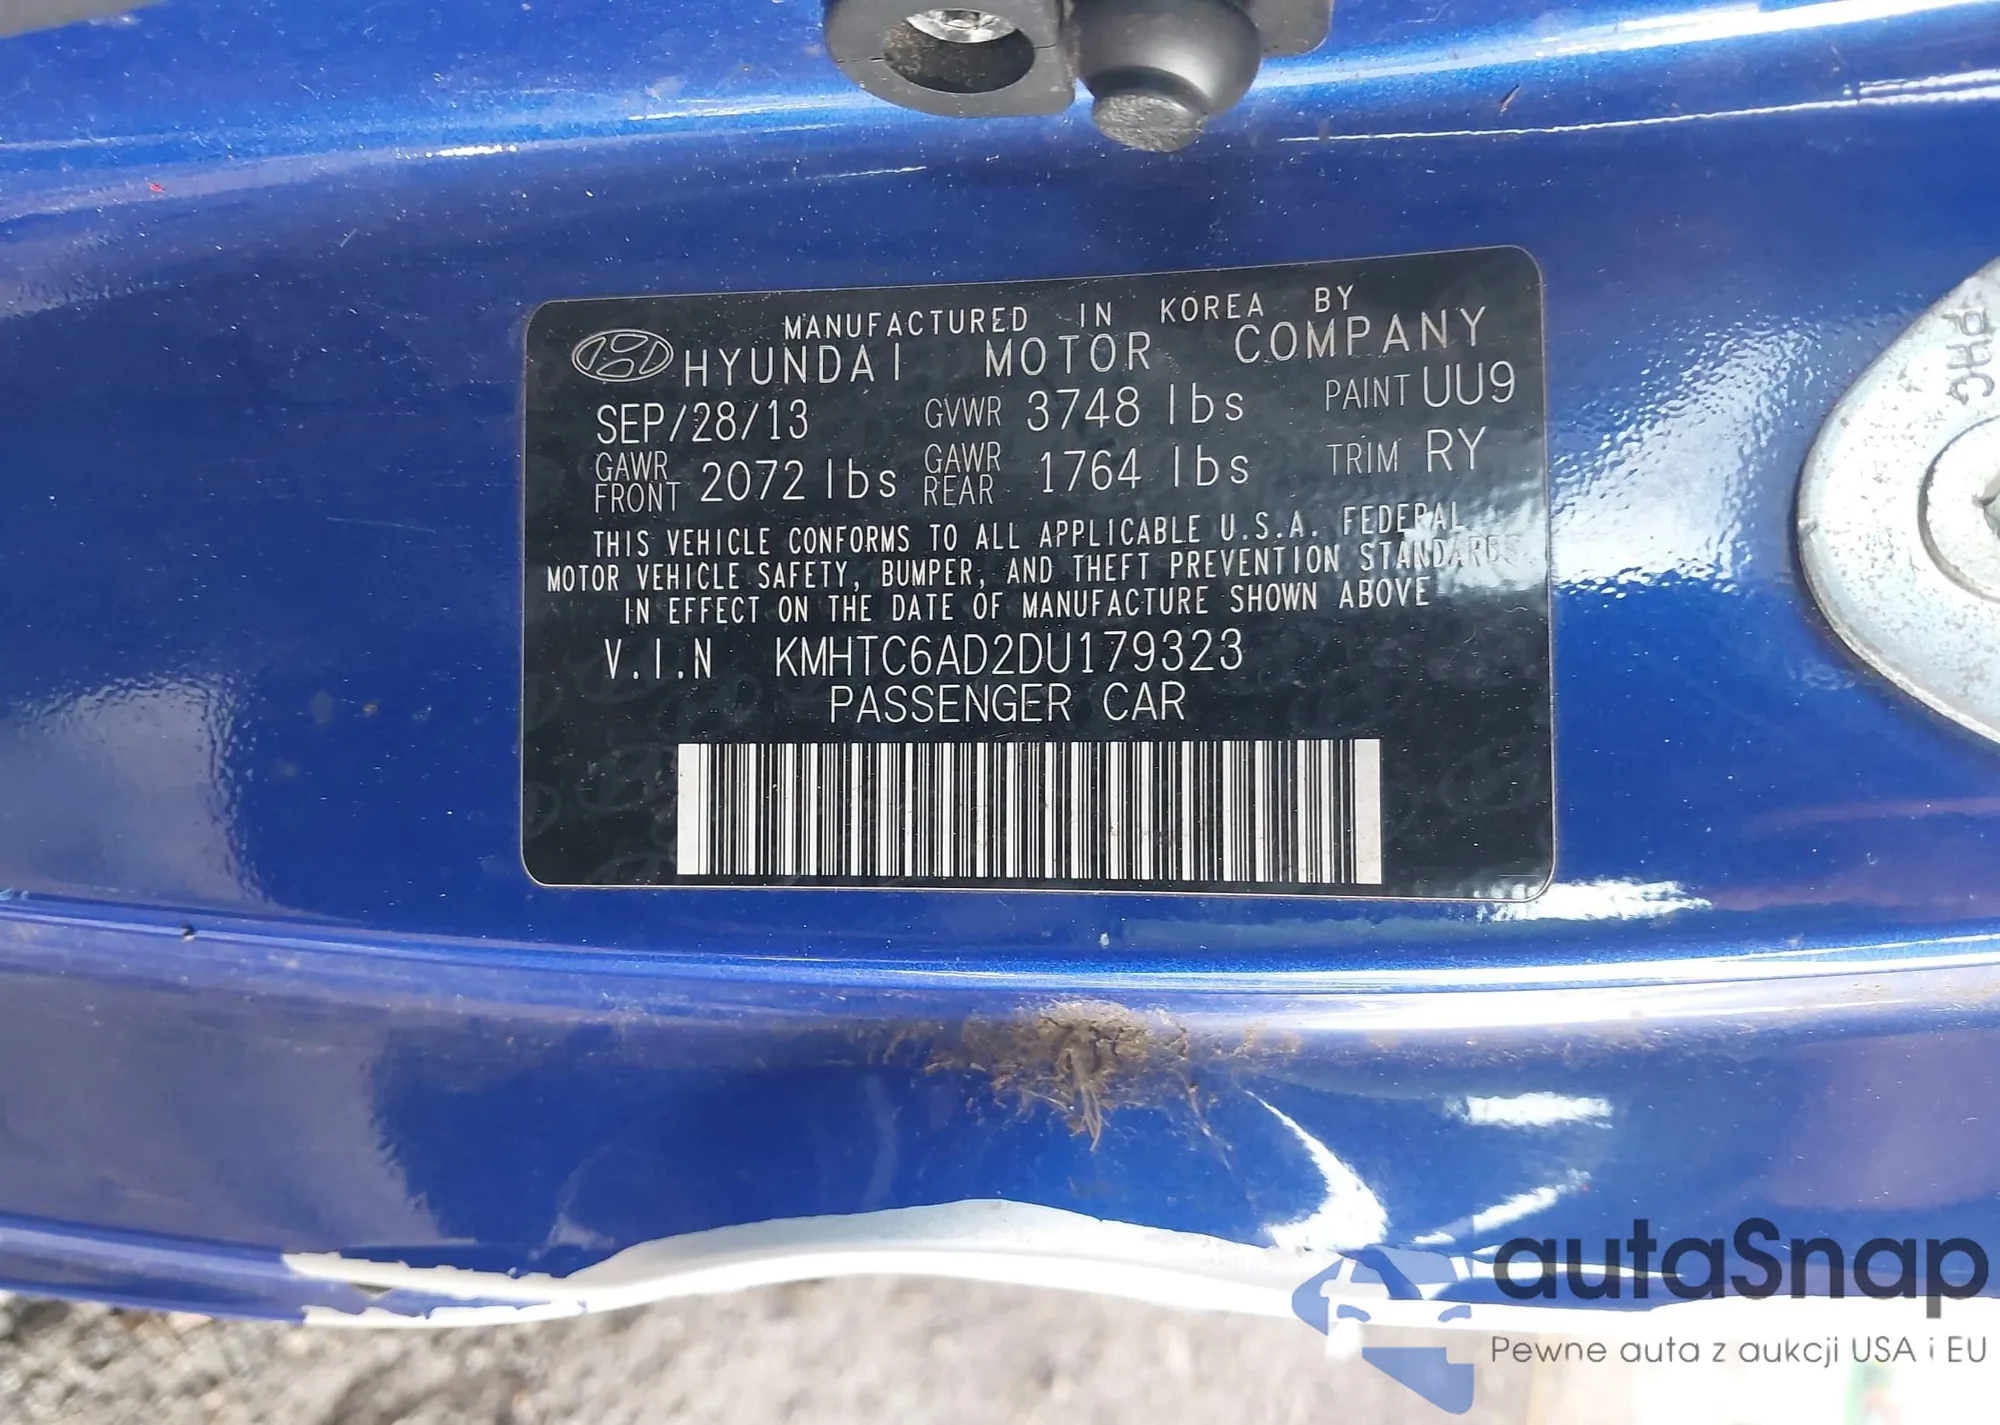 MANUFACTURED IN KOREA BY
HYUNDAI MOTOR COMPANY
SEP/28/13 GVWR 3748 lbs PAINT UU9
GAWR FRONT 2072 lbs GAWR REAR 1764 lbs TRIM RY
THIS VEHICLE CONFORMS TO ALL APPLICABLE U.S.A. FEDERAL
MOTOR VEHICLE SAFETY, BUMPER, AND THEFT PREVENTION STANDARDS
IN EFFECT ON THE DATE OF MANUFACTURE SHOWN ABOVE
V.I.N KMHTC6AD2DU179323
PASSENGER CAR
PHC
autaSnap
Pewne auta z aukcji USA i EU